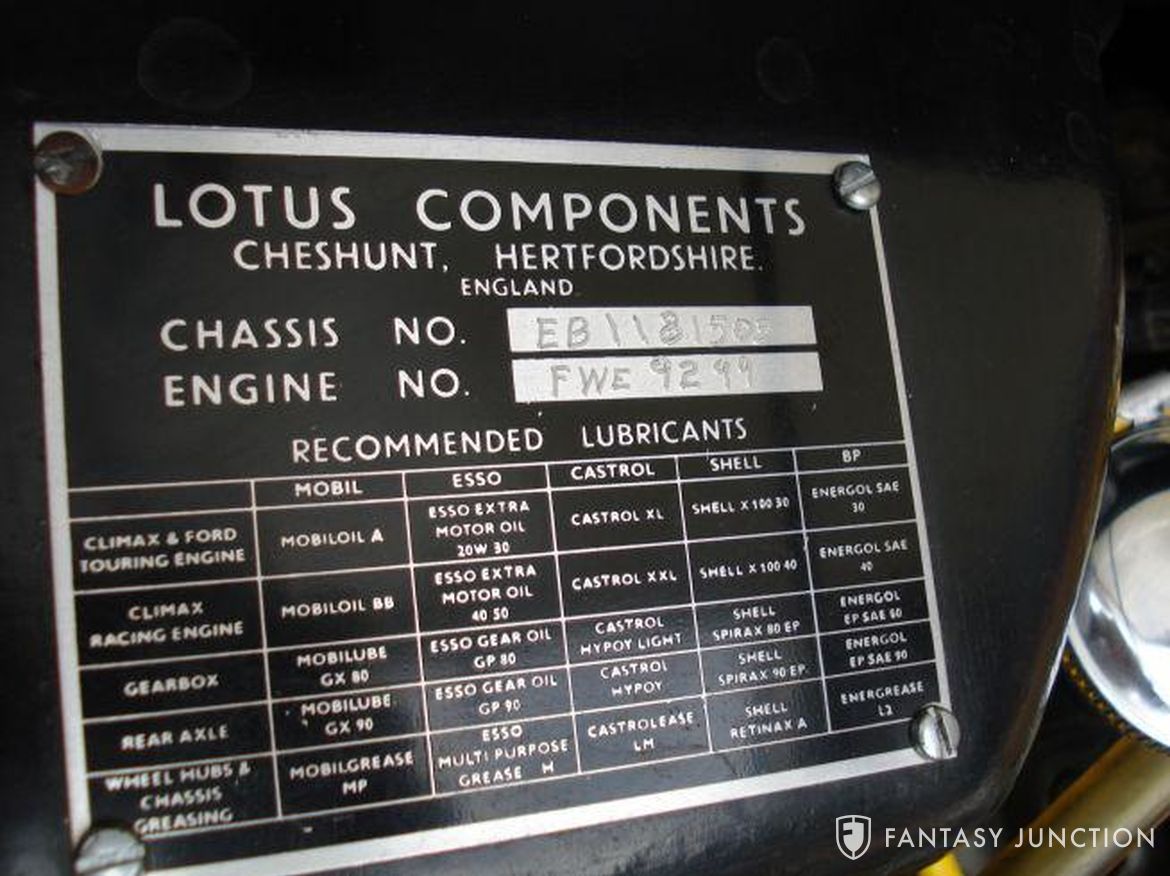 LOTUS COMPONENTS
CHESHUNT, HERTFORDSHIRE.
ENGLAND
CHASSIS NO. EB1181505
ENGINE NO. FWE 9299
RECOMMENDED LUBRICANTS
MOBIL ESSO CASTROL SHELL BP
CLIMAX & FORD TOURING ENGINE MOBILOIL A ESSO EXTRA MOTOR OIL 20W 30 CASTROL XL SHELL X 100 30 ENERGOL SAE 30
CLIMAX RACING ENGINE MOBILOIL BB ESSO EXTRA MOTOR OIL 40 50 CASTROL XXL SHELL X 100 40 ENERGOL SAE 40
GEARBOX MOBILUBE GX 80 ESSO GEAR OIL GP 80 CASTROL HYPOY LIGHT SHELL SPIRAX 80 EP ENERGOL EP SAE 80
REAR AXLE MOBILUBE GX 90 ESSO GEAR OIL GP 90 CASTROL HYPOY SHELL SPIRAX 90 EP. ENERGOL EP SAE 90
WHEEL HUBS & CHASSIS GREASING MOBILGREASE MP ESSO MULTI PURPOSE GREASE H CASTROLEASE LM SHELL RETINAX A ENERGREASE L2
FANTASY JUNCTION